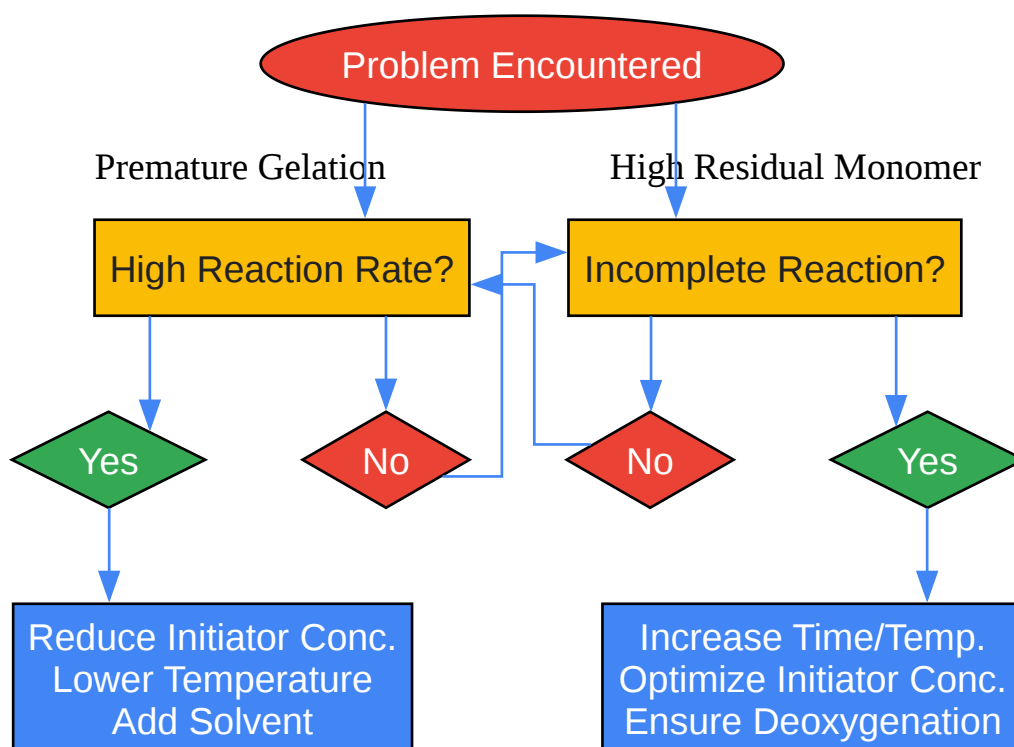 Problem Encountered
Premature Gelation
High Residual Monomer
High Reaction Rate?
Incomplete Reaction?
Yes
No
No
Yes
Reduce Initiator Conc.
Lower Temperature
Add Solvent
Increase Time/Temp.
Optimize Initiator Conc.
Ensure Deoxygenation